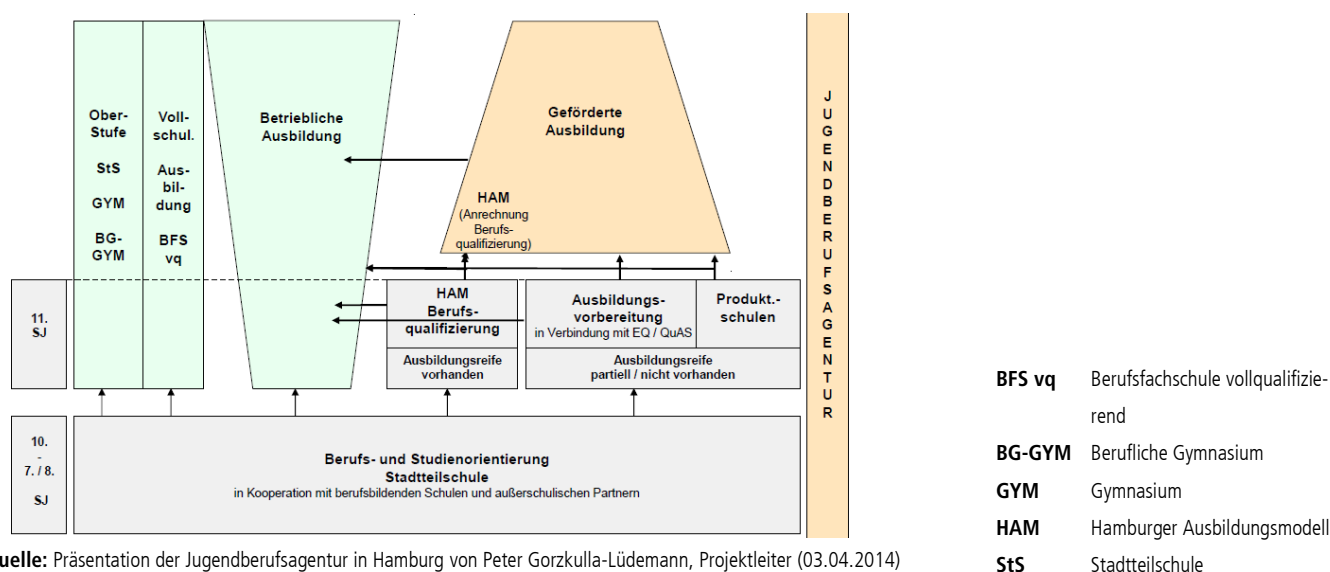 Ober-
Stufe
StS
GYM
BG-
GYM
Voll-
schul.
Aus-
bil-
dung
BFS
vq
Betriebliche
Ausbildung
Geförderte
Ausbildung
HAM
(Anrechnung
Berufs-
qualifizierung)
J
U
G
E
N
D
B
E
R
U
F
S
A
G
E
N
T
U
R
11.
SJ
HAM
Berufs-
qualifizierung
Ausbildungs-
vorbereitung
in Verbindung mit EQ / QuAS
Produkt.-
schulen
Ausbildungsreife
vorhanden
Ausbildungsreife
partiell / nicht vorhanden
10.
-
7. / 8.
SJ
Berufs- und Studienorientierung
Stadtteilschule
in Kooperation mit berufsbildenden Schulen und außerschulischen Partnern
uelle: Präsentation der Jugendberufsagentur in Hamburg von Peter Gorzkulla-Lüdemann, Projektleiter (03.04.2014)
BFS vq Berufsfachschule vollqualifizie-
rend
BG-GYM Berufliche Gymnasium
GYM Gymnasium
HAM Hamburger Ausbildungsmodell
StS Stadtteilschule